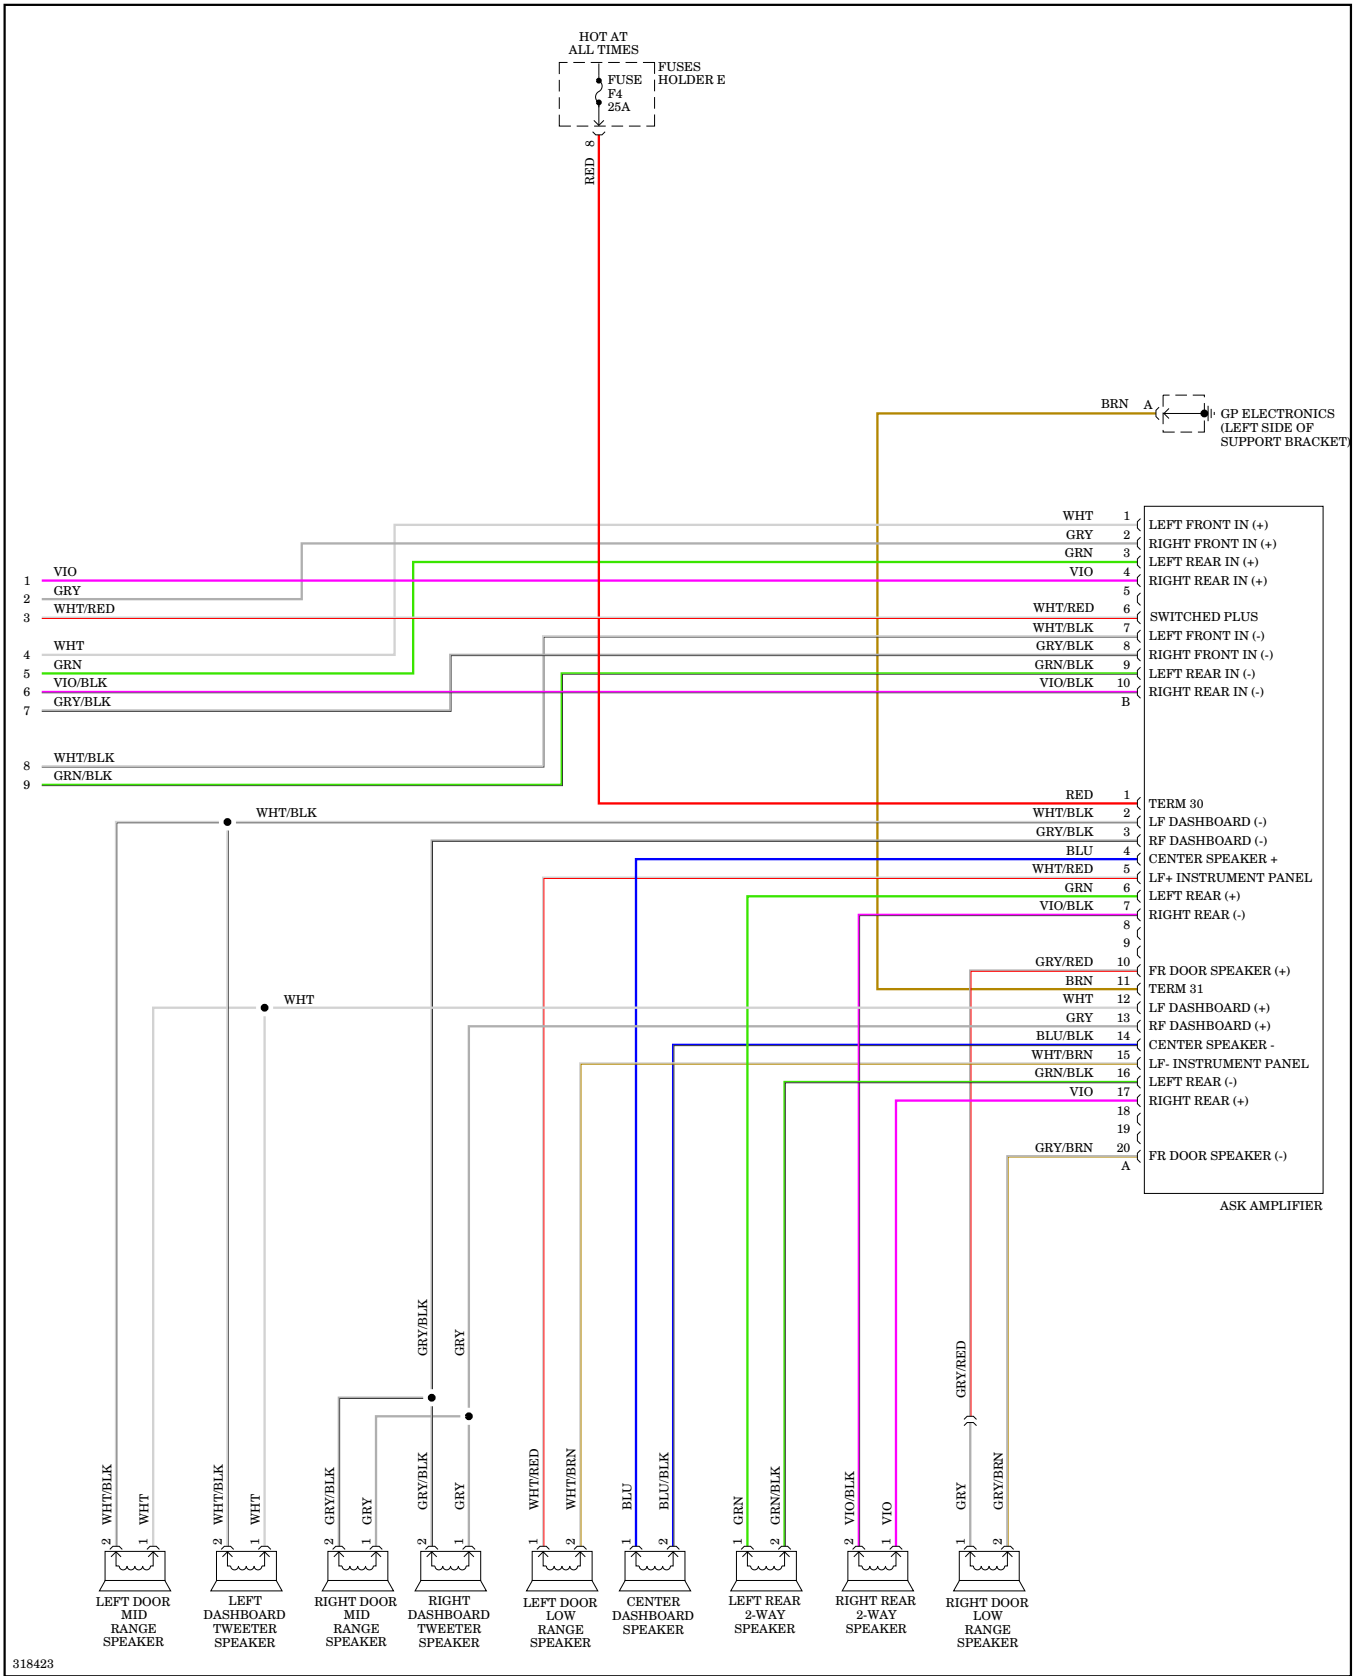 HOT AT
ALL TIMES
FUSES
HOLDER E
FUSE
F4
25A
8
RED
BRN A
GP ELECTRONICS
(LEFT SIDE OF
SUPPORT BRACKET)
WHT 1 LEFT FRONT IN (+)
GRY 2 RIGHT FRONT IN (+)
GRN 3 LEFT REAR IN (+)
1 VIO VIO 4 RIGHT REAR IN (+)
2 GRY 5
3 WHT/RED WHT/RED 6 SWITCHED PLUS
WHT/BLK 7 LEFT FRONT IN (-)
4 WHT GRY/BLK 8 RIGHT FRONT IN (-)
5 GRN GRN/BLK 9 LEFT REAR IN (-)
6 VIO/BLK VIO/BLK 10 RIGHT REAR IN (-)
7 GRY/BLK B
8 WHT/BLK
9 GRN/BLK
RED 1 TERM 30
WHT/BLK WHT/BLK 2 LF DASHBOARD (-)
GRY/BLK 3 RF DASHBOARD (-)
BLU 4 CENTER SPEAKER +
WHT/RED 5 LF+ INSTRUMENT PANEL
GRN 6 LEFT REAR (+)
VIO/BLK 7 RIGHT REAR (-)
8
9
GRY/RED 10 FR DOOR SPEAKER (+)
BRN 11 TERM 31
WHT WHT 12 LF DASHBOARD (+)
GRY 13 RF DASHBOARD (+)
BLU/BLK 14 CENTER SPEAKER -
WHT/BRN 15 LF- INSTRUMENT PANEL
GRN/BLK 16 LEFT REAR (-)
VIO 17 RIGHT REAR (+)
18
19
GRY/BRN 20 FR DOOR SPEAKER (-)
A
ASK AMPLIFIER
GRY/BLK GRY GRY/RED
WHT/BLK WHT WHT/BLK WHT GRY/BLK GRY GRY/BLK GRY WHT/RED WHT/BRN BLU BLU/BLK GRN GRN/BLK VIO/BLK VIO GRY GRY/BRN
2 1 2 1 2 1 2 1 1 2 1 2 1 2 2 1 1 2
LEFT DOOR
MID
RANGE
SPEAKER
LEFT
DASHBOARD
TWEETER
SPEAKER
RIGHT DOOR
MID
RANGE
SPEAKER
RIGHT
DASHBOARD
TWEETER
SPEAKER
LEFT DOOR
LOW
RANGE
SPEAKER
CENTER
DASHBOARD
SPEAKER
LEFT REAR
2-WAY
SPEAKER
RIGHT REAR
2-WAY
SPEAKER
RIGHT DOOR
LOW
RANGE
SPEAKER
318423